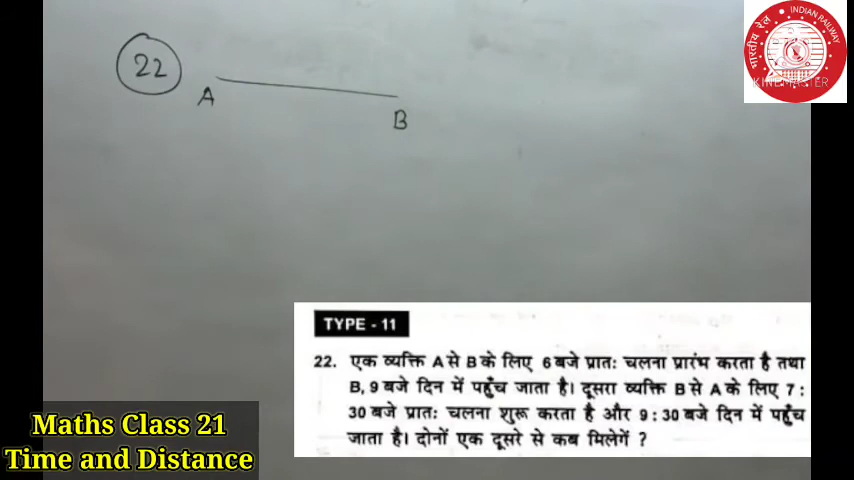 22
A
B
भारतीय रेल
INDIAN RAILWAY
KINEMASTER
TYPE - 11
22. एक व्यक्ति A से B के लिए 6 बजे प्रातः चलना प्रारंभ करता है तथा
B, 9 बजे दिन में पहुँच जाता है। दूसरा व्यक्ति B से A के लिए 7 :
30 बजे प्रातः चलना शुरू करता है और 9 : 30 बजे दिन में पहुँच
जाता है। दोनों एक दूसरे से कब मिलेगें ?
Maths Class 21
Time and Distance